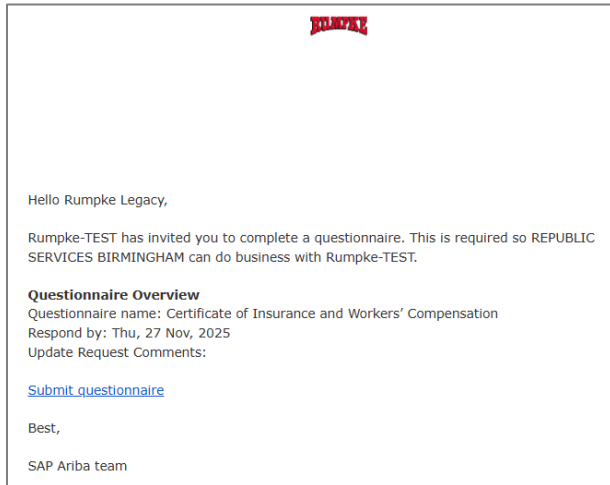 RUMPKE
Hello Rumpke Legacy,
Rumpke-TEST has invited you to complete a questionnaire. This is required so REPUBLIC
SERVICES BIRMINGHAM can do business with Rumpke-TEST.
Questionnaire Overview
Questionnaire name: Certificate of Insurance and Workers’ Compensation
Respond by: Thu, 27 Nov, 2025
Update Request Comments:
Submit questionnaire
Best,
SAP Ariba team